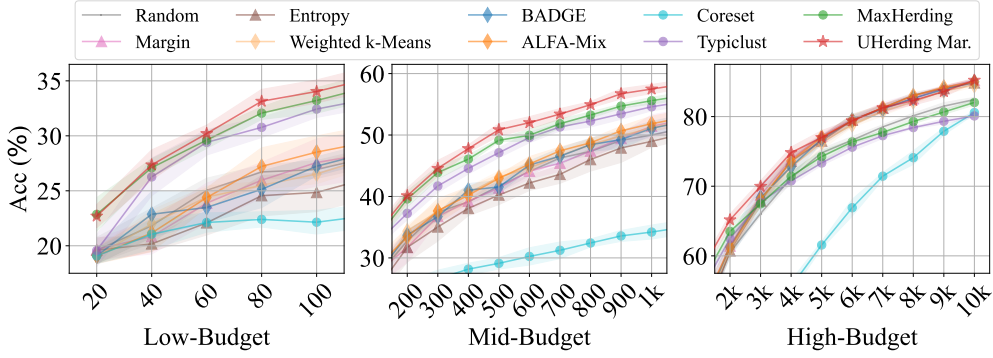 Random Entropy BADGE Coreset MaxHerding
Margin Weighted k-Means ALFA-Mix Typiclust UHerding Mar.
Acc (%)
35
30
25
20
20 40 60 80 100
Low-Budget
60
50
40
30
200 300 400 500 600 700 800 900 1k
Mid-Budget
80
70
60
2k 3k 4k 5k 6k 7k 8k 9k 10k
High-Budget